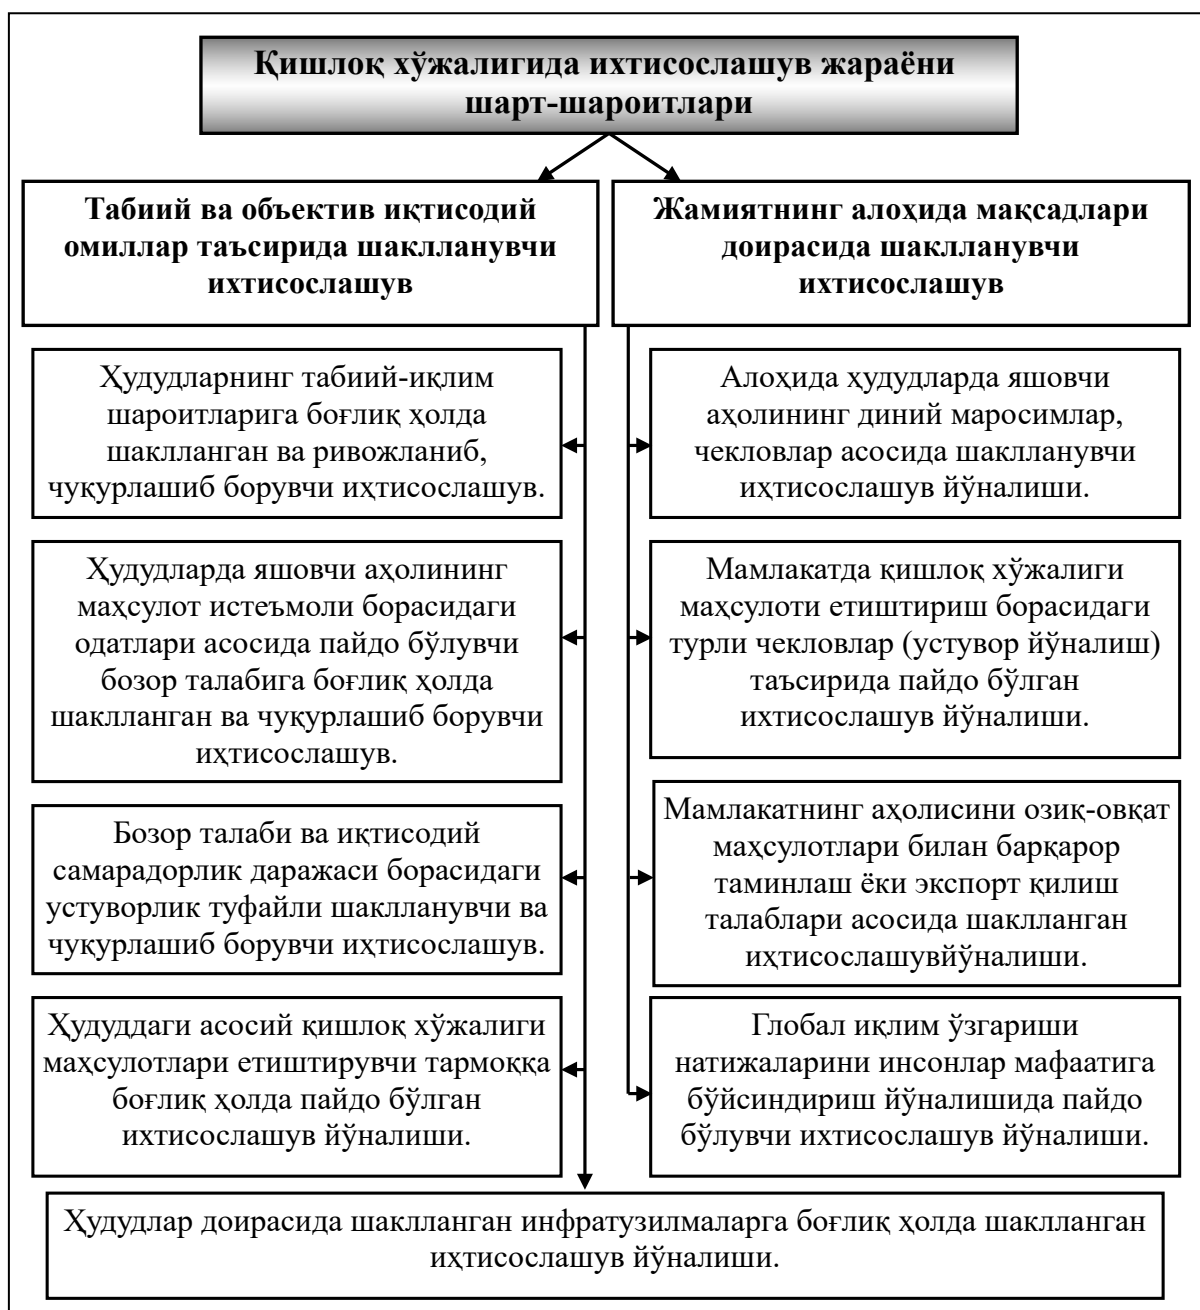 Қишлоқ хўжалигида ихтисослашув жараёни
шарт-шароитлари
Табиий ва объектив иқтисодий
омиллар таъсирида шаклланувчи
ихтисослашув
Жамиятнинг алоҳида мақсадлари
доирасида шаклланувчи
ихтисослашув
Ҳудудларнинг табиий-иқлим
шароитларига боғлиқ ҳолда
шаклланган ва ривожланиб,
чуқурлашиб борувчи иҳтисослашув.
Алоҳида ҳудудларда яшовчи
аҳолининг диний маросимлар,
чекловлар асосида шаклланувчи
иҳтисослашув йўналиши.
Ҳудудларда яшовчи аҳолининг
маҳсулот истеъмоли борасидаги
одатлари асосида пайдо бўлувчи
бозор талабига боғлиқ ҳолда
шаклланган ва чуқурлашиб борувчи
иҳтисослашув.
Мамлакатда қишлоқ хўжалиги
маҳсулоти етиштириш борасидаги
турли чекловлар (устувор йўналиш)
таъсирида пайдо бўлган
ихтисослашув йўналиши.
Бозор талаби ва иқтисодий
самарадорлик даражаси борасидаги
устуворлик туфайли шаклланувчи ва
чуқурлашиб борувчи иҳтисослашув.
Мамлакатнинг аҳолисини озиқ-овқат
маҳсулотлари билан барқарор
таминлаш ёки экспорт қилиш
талаблари асосида шаклланган
иҳтисослашувйўналиши.
Ҳудуддаги асосий қишлоқ хўжалиги
маҳсулотлари етиштирувчи тармоққа
боғлиқ ҳолда пайдо бўлган
ихтисослашув йўналиши.
Глобал иқлим ўзгариши
натижаларини инсонлар мафаатига
бўйсиндириш йўналишида пайдо
бўлувчи ихтисослашув йўналиши.
Ҳудудлар доирасида шаклланган инфратузилмаларга боғлиқ ҳолда шаклланган
иҳтисослашув йўналиши.